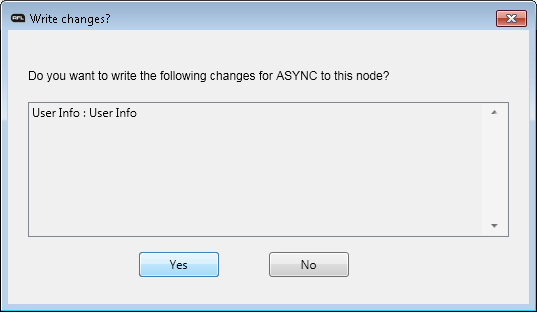 AFL Write changes?
Do you want to write the following changes for ASYNC to this node?
User Info : User Info
Yes No